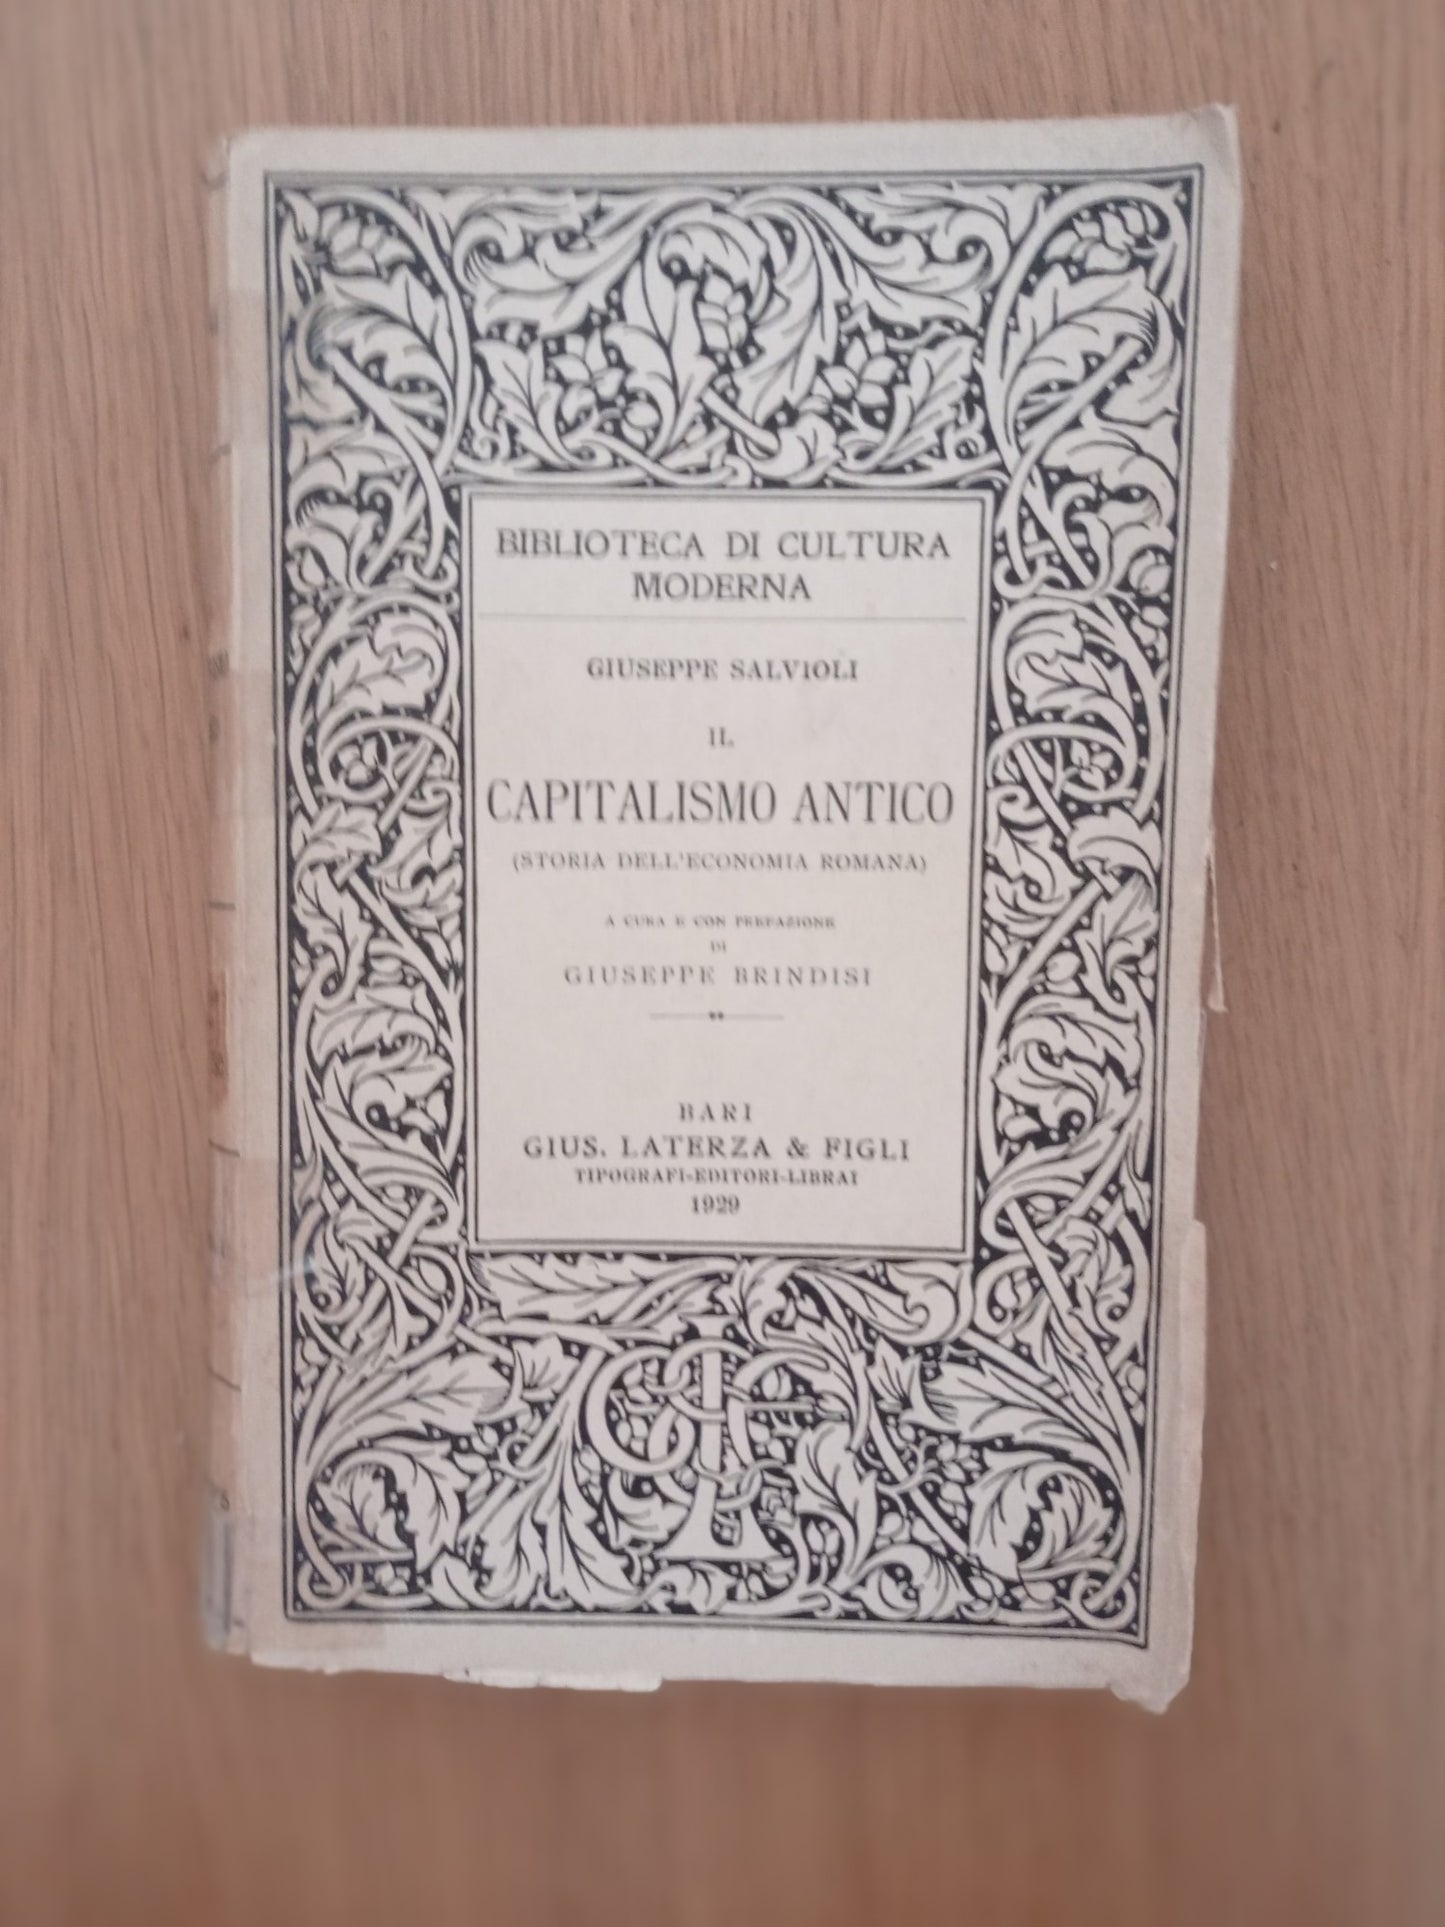 BIBLIOTECA DI CULTURA
MODERNA
GIUSEPPE SALVIOLI
IL
CAPITALISMO ANTICO
(STORIA DELL'ECONOMIA ROMANA)
A CURA E CON PREFAZIONE
DI
GIUSEPPE BRINDISI
BARI
GIUS. LATERZA & FIGLI
TIPOGRAFI-EDITORI-LIBRAI
1929